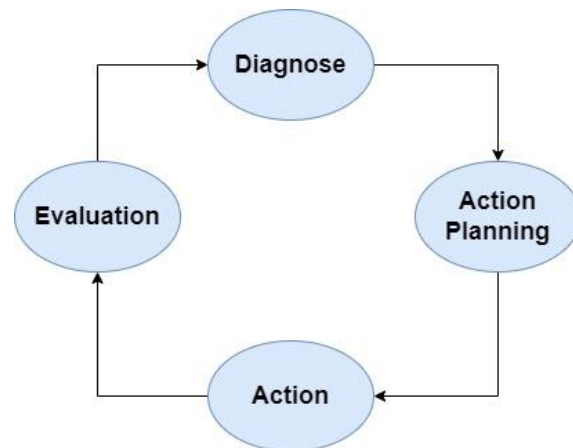 Diagnose
Action
Planning
Action
Evaluation